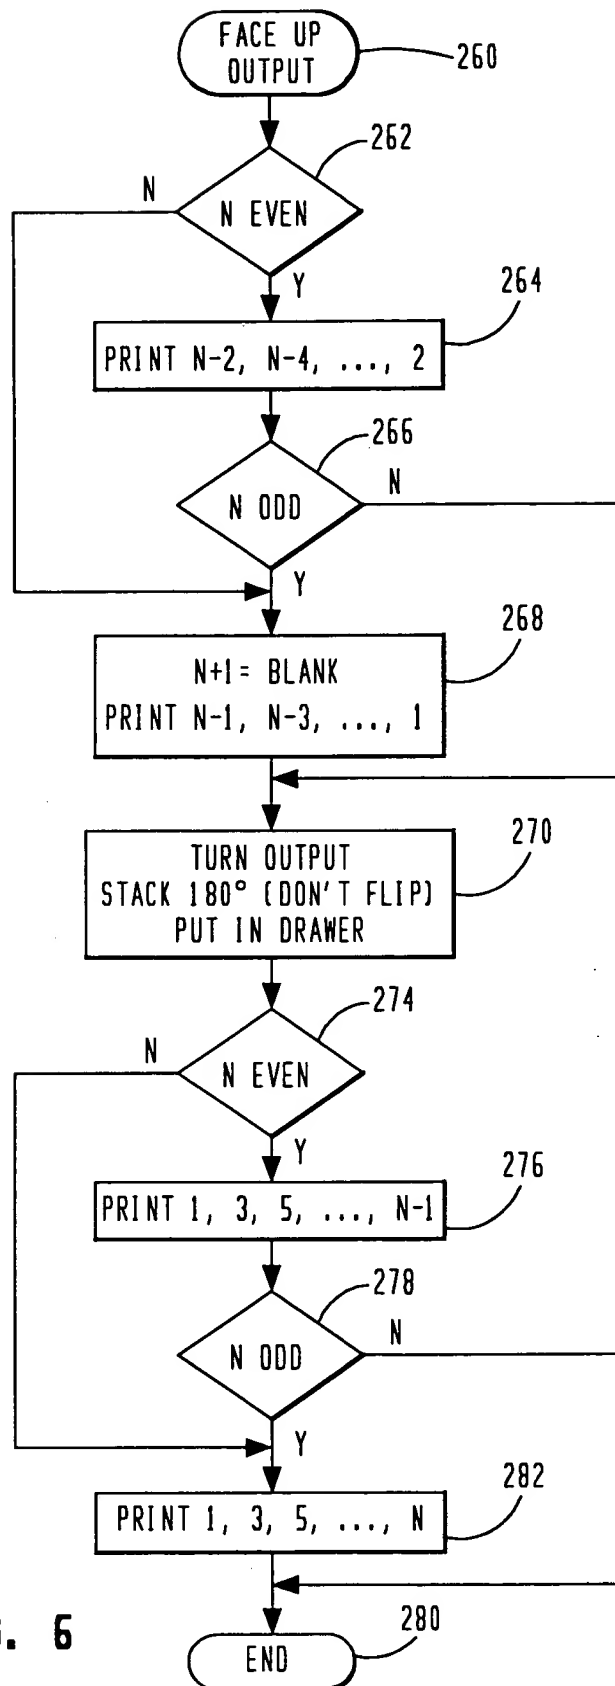 FACE UP
OUTPUT
260
262
N
N EVEN
Y
264
PRINT N-2, N-4, ..., 2
266
N
N ODD
Y
268
N+1= BLANK
PRINT N-1, N-3, ..., 1
270
TURN OUTPUT
STACK 180° (DON'T FLIP)
PUT IN DRAWER
274
N
N EVEN
Y
276
PRINT 1, 3, 5, ..., N-1
278
N
N ODD
Y
282
PRINT 1, 3, 5, ..., N
280
6
END